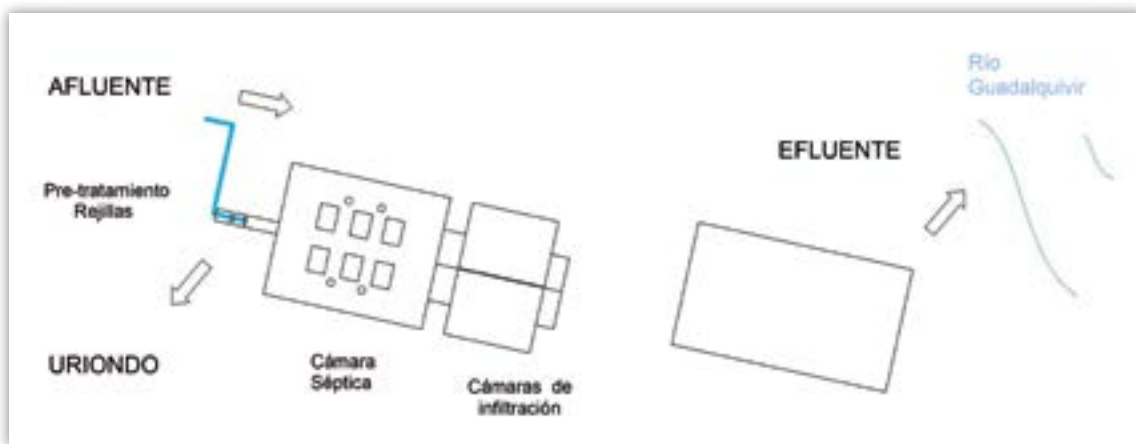 AFLUENTE
Pre-tratamiento
Rejillas
URIONDO
Cámara
Séptica
Cámaras de
infiltración
EFLUENTE
Río
Guadalquivir